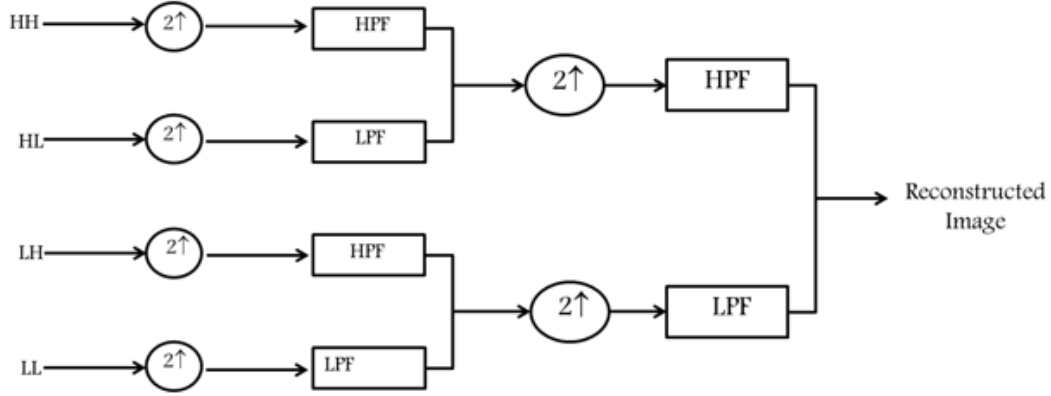 HH 2↑ HPF
2↑ HPF
HL 2↑ LPF
Reconstructed
Image
LH 2↑ HPF
2↑ LPF
LL 2↑ LPF